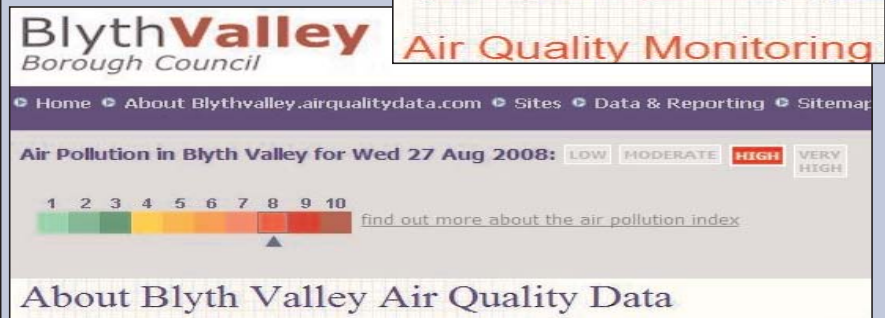 BlythValley
Borough Council
Air Quality Monitoring
Home About Blythvalley.airqualitydata.com Sites Data & Reporting Sitemap
Air Pollution in Blyth Valley for Wed 27 Aug 2008: LOW MODERATE HIGH VERY HIGH
1 2 3 4 5 6 7 8 9 10
find out more about the air pollution index
About Blyth Valley Air Quality Data